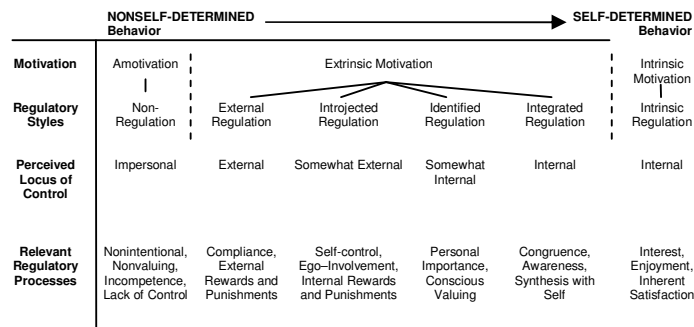 NONSELF-DETERMINED SELF-DETERMINED
Behavior Behavior
Motivation Amotivation Extrinsic Motivation Intrinsic
Motivation
Regulatory Non- External Introjected Identified Integrated Intrinsic
Styles Regulation Regulation Regulation Regulation Regulation Regulation
Perceived Impersonal External Somewhat External Somewhat Internal Internal
Locus of Internal
Control
Relevant Nonintentional, Compliance, Self-control, Personal Congruence, Interest,
Regulatory Nonvaluing, External Ego–Involvement, Importance, Awareness, Enjoyment,
Processes Incompetence, Rewards and Internal Rewards Conscious Synthesis with Inherent
Lack of Control Punishments and Punishments Valuing Self Satisfaction